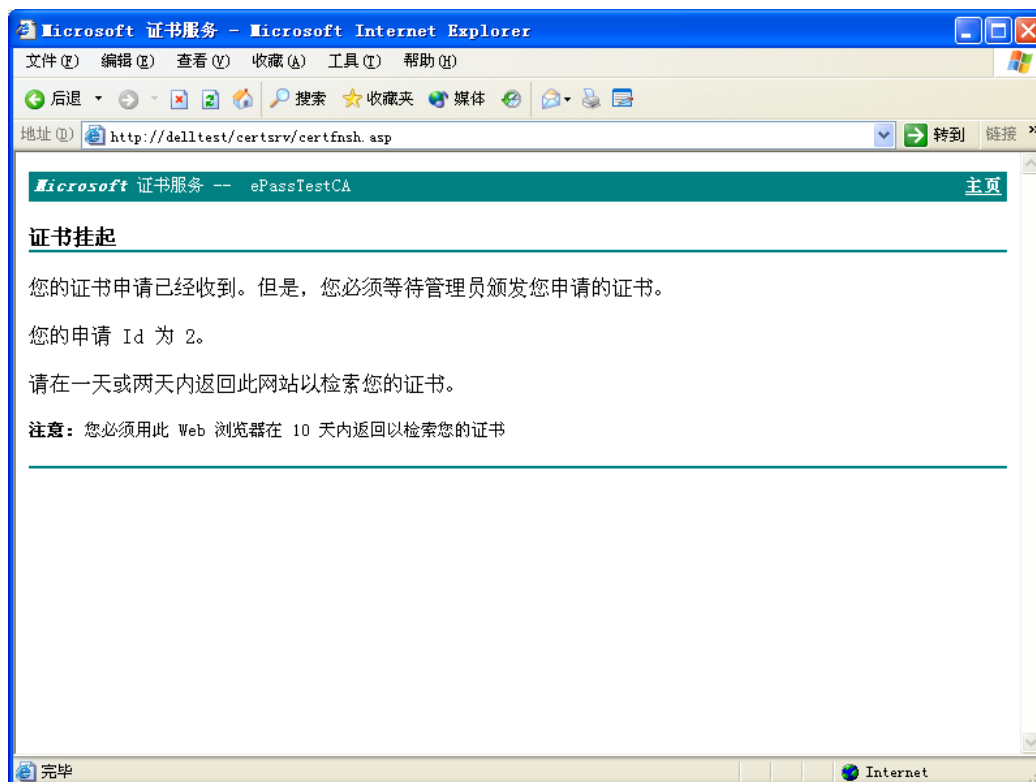 Microsoft 证书服务 - Microsoft Internet Explorer
文件(F) 编辑(E) 查看(V) 收藏(A) 工具(T) 帮助(H)
后退 搜索 收藏夹 媒体
地址(D) http://delltest/certsrv/certfnsh.asp 转到 链接 »
Microsoft 证书服务 -- ePassTestCA 主页
证书挂起
您的证书申请已经收到。但是，您必须等待管理员颁发您申请的证书。
您的申请 Id 为 2。
请在一天或两天内返回此网站以检索您的证书。
注意：您必须用此 Web 浏览器在 10 天内返回以检索您的证书
完毕 Internet